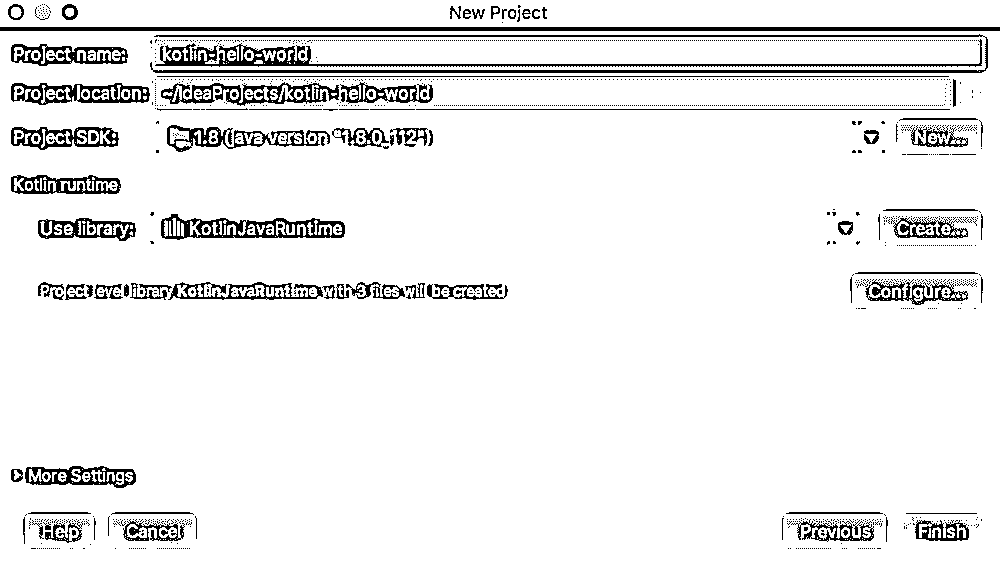 New Project
Project name: kotlin-hello-world
Project location: ~/IdeaProjects/kotlin-hello-world
Project SDK: 1.8 (java version "1.8.0_112") New...
Kotlin runtime
Use library: KotlinJavaRuntime Create...
Project level library KotlinJavaRuntime with 3 files will be created Configure...
More Settings
Help Cancel Previous Finish